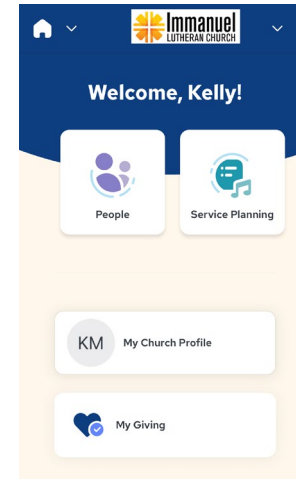 Immanuel
LUTHERAN CHURCH
Welcome, Kelly!
People
Service Planning
KM
My Church Profile
My Giving